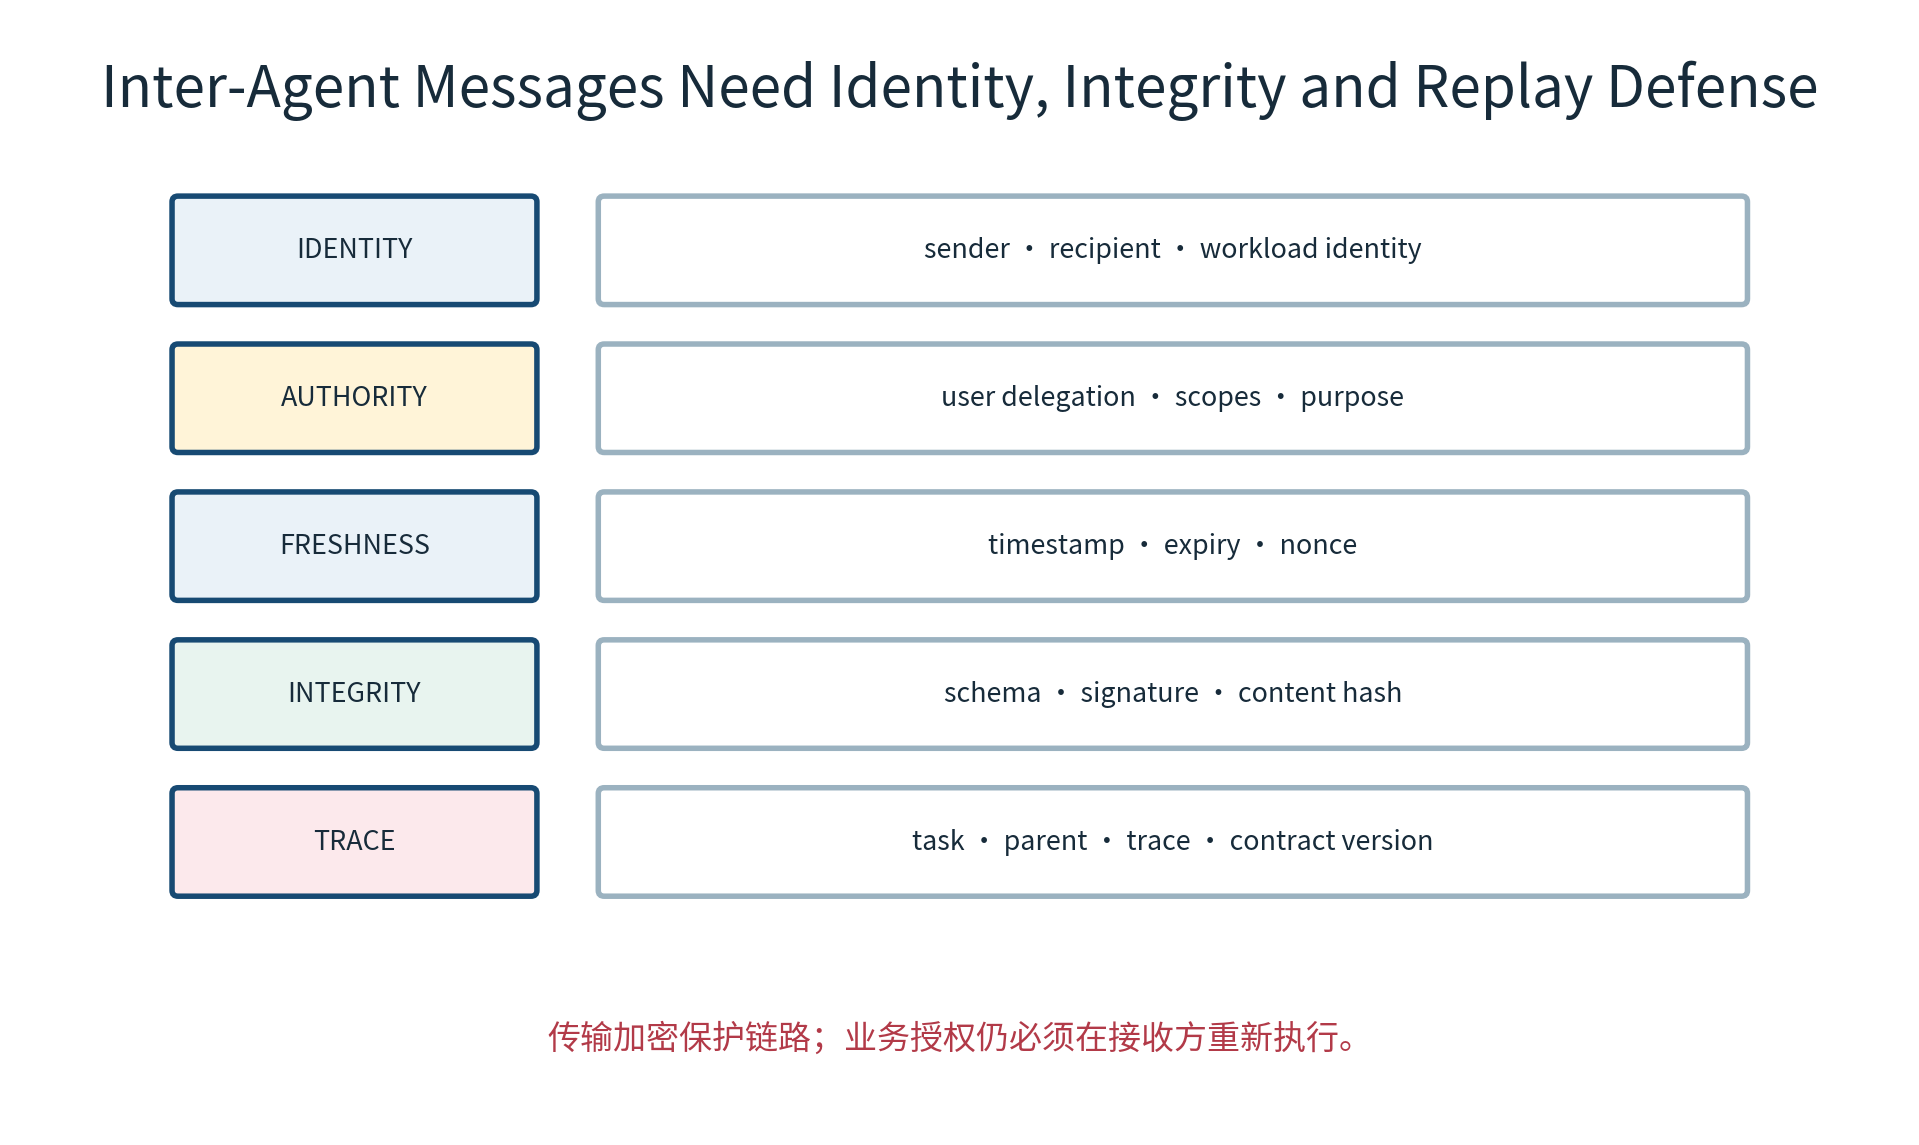 Inter-Agent Messages Need Identity, Integrity and Replay Defense
IDENTITY
sender • recipient • workload identity
AUTHORITY
user delegation • scopes • purpose
FRESHNESS
timestamp • expiry • nonce
INTEGRITY
schema • signature • content hash
TRACE
task • parent • trace • contract version
传输加密保护链路；业务授权仍必须在接收方重新执行。